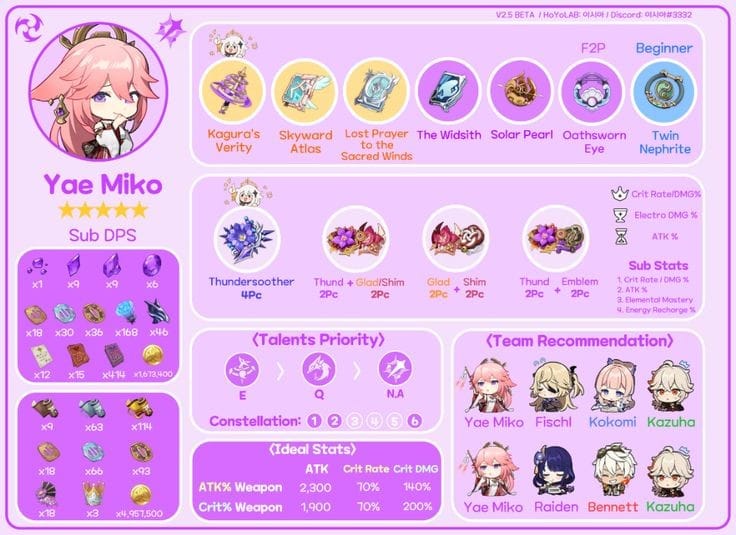 V2.5 BETA / HoYoLAB: 이시아 / Discord: 이시아#3332
Yae Miko
Sub DPS
x1 x9 x9 x6
x18 x30 x36 x168 x46
x12 x15 x414 x1,673,400
x9 x63 x114
x18 x66 x93
x18 x3 x4,957,500
F2P Beginner
Kagura's Verity
Skyward Atlas
Lost Prayer to the Sacred Winds
The Widsith
Solar Pearl
Oathsworn Eye
Twin Nephrite
Thundersoother
4Pc
Thund + Glad/Shim
2Pc 2Pc
Glad + Shim
2Pc 2Pc
Thund + Emblem
2Pc 2Pc
Crit Rate/DMG%
Electro DMG %
ATK %
Sub Stats
1. Crit Rate / DMG %
2. ATK %
3. Elemental Mastery
4. Energy Recharge %
〈Talents Priority〉
E 〉 Q 〉 N.A
Constellation: 1 2 3 4 5 6
〈Ideal Stats〉
ATK Crit Rate Crit DMG
ATK% Weapon 2,300 70% 140%
Crit% Weapon 1,900 70% 200%
〈Team Recommendation〉
Yae Miko Fischl Kokomi Kazuha
Yae Miko Raiden Bennett Kazuha